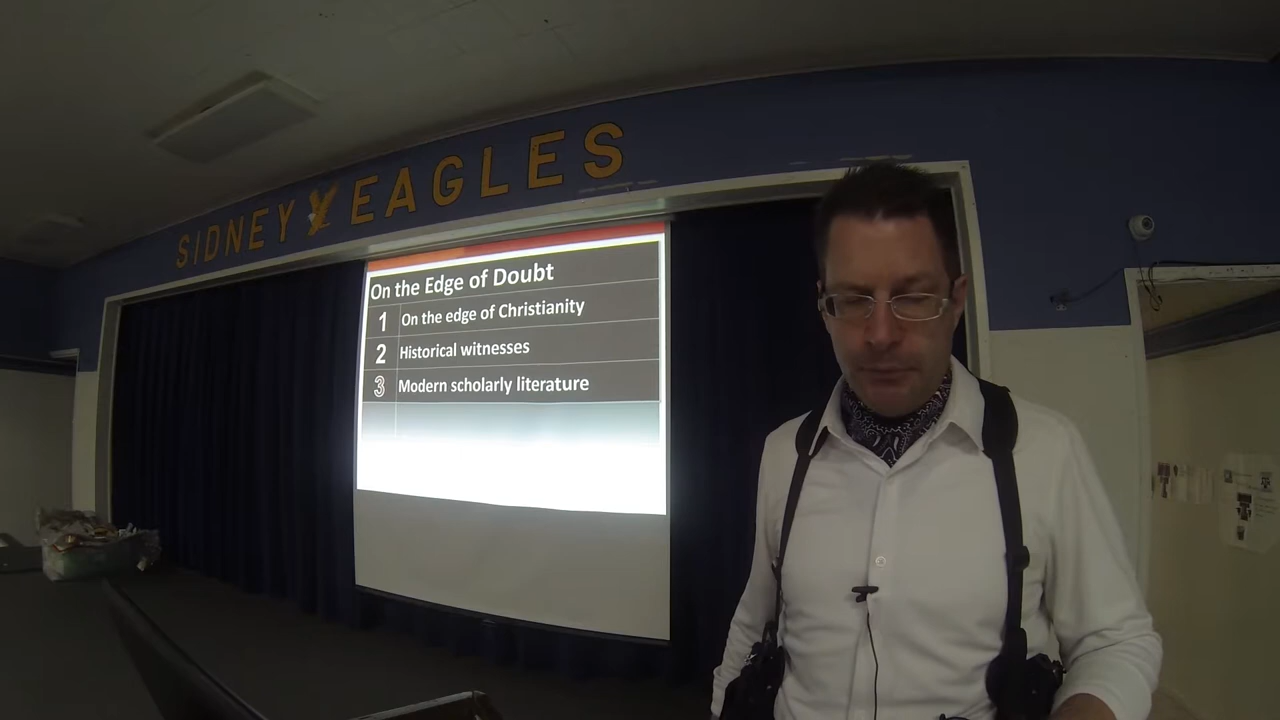 SIDNEY EAGLES
On the Edge of Doubt
1 On the edge of Christianity
2 Historical witnesses
3 Modern scholarly literature